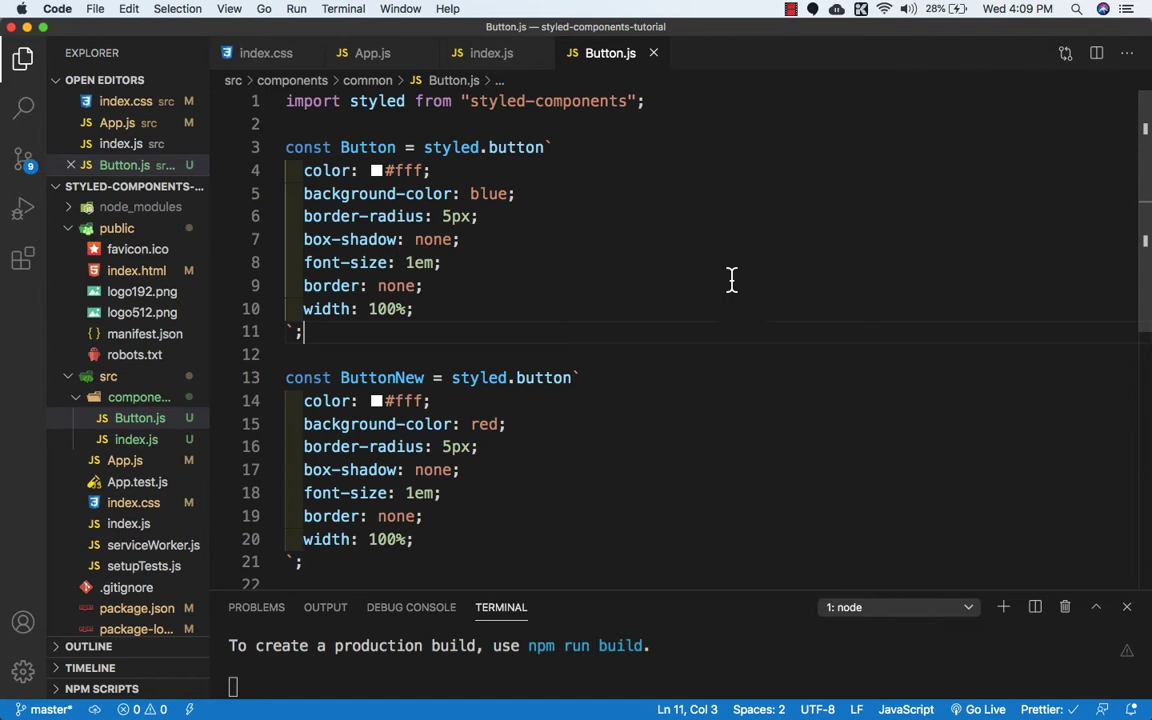 Code File Edit Selection View Go Run Terminal Window Help 28% Wed 4:09 PM
Button.js — styled-components-tutorial
EXPLORER
index.css
App.js
index.js
Button.js
OPEN EDITORS
index.css src M
App.js src M
index.js src
Button.js sr... U
STYLED-COMPONENTS-...
node_modules
public
favicon.ico
index.html M
logo192.png
logo512.png
manifest.json
robots.txt
src
compone...
Button.js U
index.js U
App.js M
App.test.js
index.css M
index.js
serviceWorker.js
setupTests.js
.gitignore
package.json M
package-lo... M
OUTLINE
TIMELINE
NPM SCRIPTS
9
src > components > common > JS Button.js > ...
1 import styled from "styled-components";
2
3 const Button = styled.button`
4 color: #fff;
5 background-color: blue;
6 border-radius: 5px;
7 box-shadow: none;
8 font-size: 1em;
9 border: none;
10 width: 100%;
11 `;
12
13 const ButtonNew = styled.button`
14 color: #fff;
15 background-color: red;
16 border-radius: 5px;
17 box-shadow: none;
18 font-size: 1em;
19 border: none;
20 width: 100%;
21 `;
22
PROBLEMS OUTPUT DEBUG CONSOLE TERMINAL 1: node
To create a production build, use npm run build.
master* 0 0 Ln 11, Col 3 Spaces: 2 UTF-8 LF JavaScript Go Live Prettier: ✓